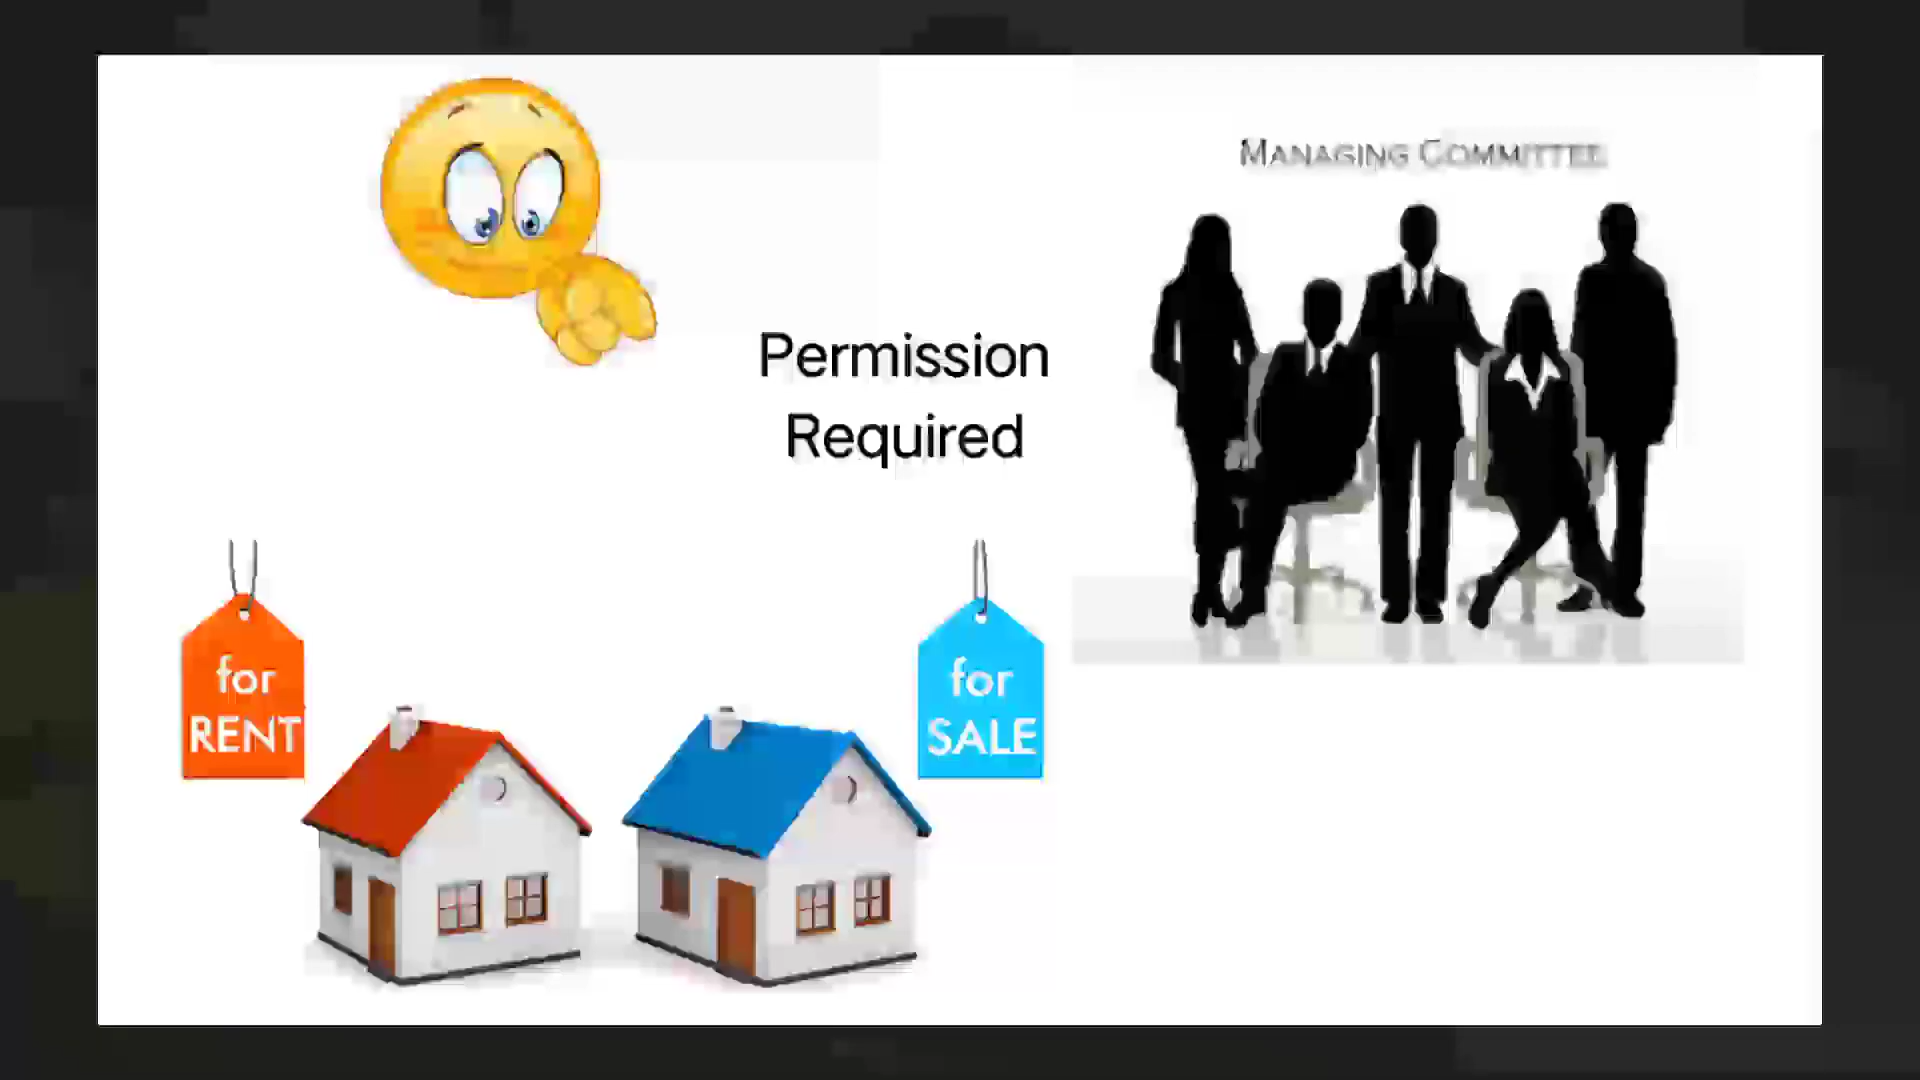 MANAGING COMMITTEE
Permission
Required
for
RENT
for
SALE